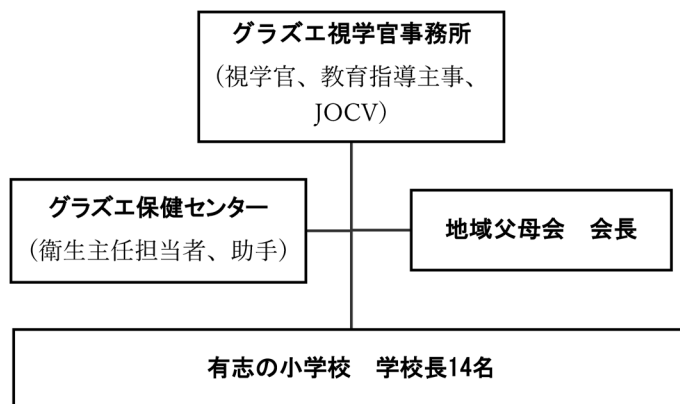 グラズエ視学官事務所
（視学官、教育指導主事、
JOCV）
グラズエ保健センター
（衛生主任担当者、助手）
地域父母会　会長
有志の小学校　学校長14名